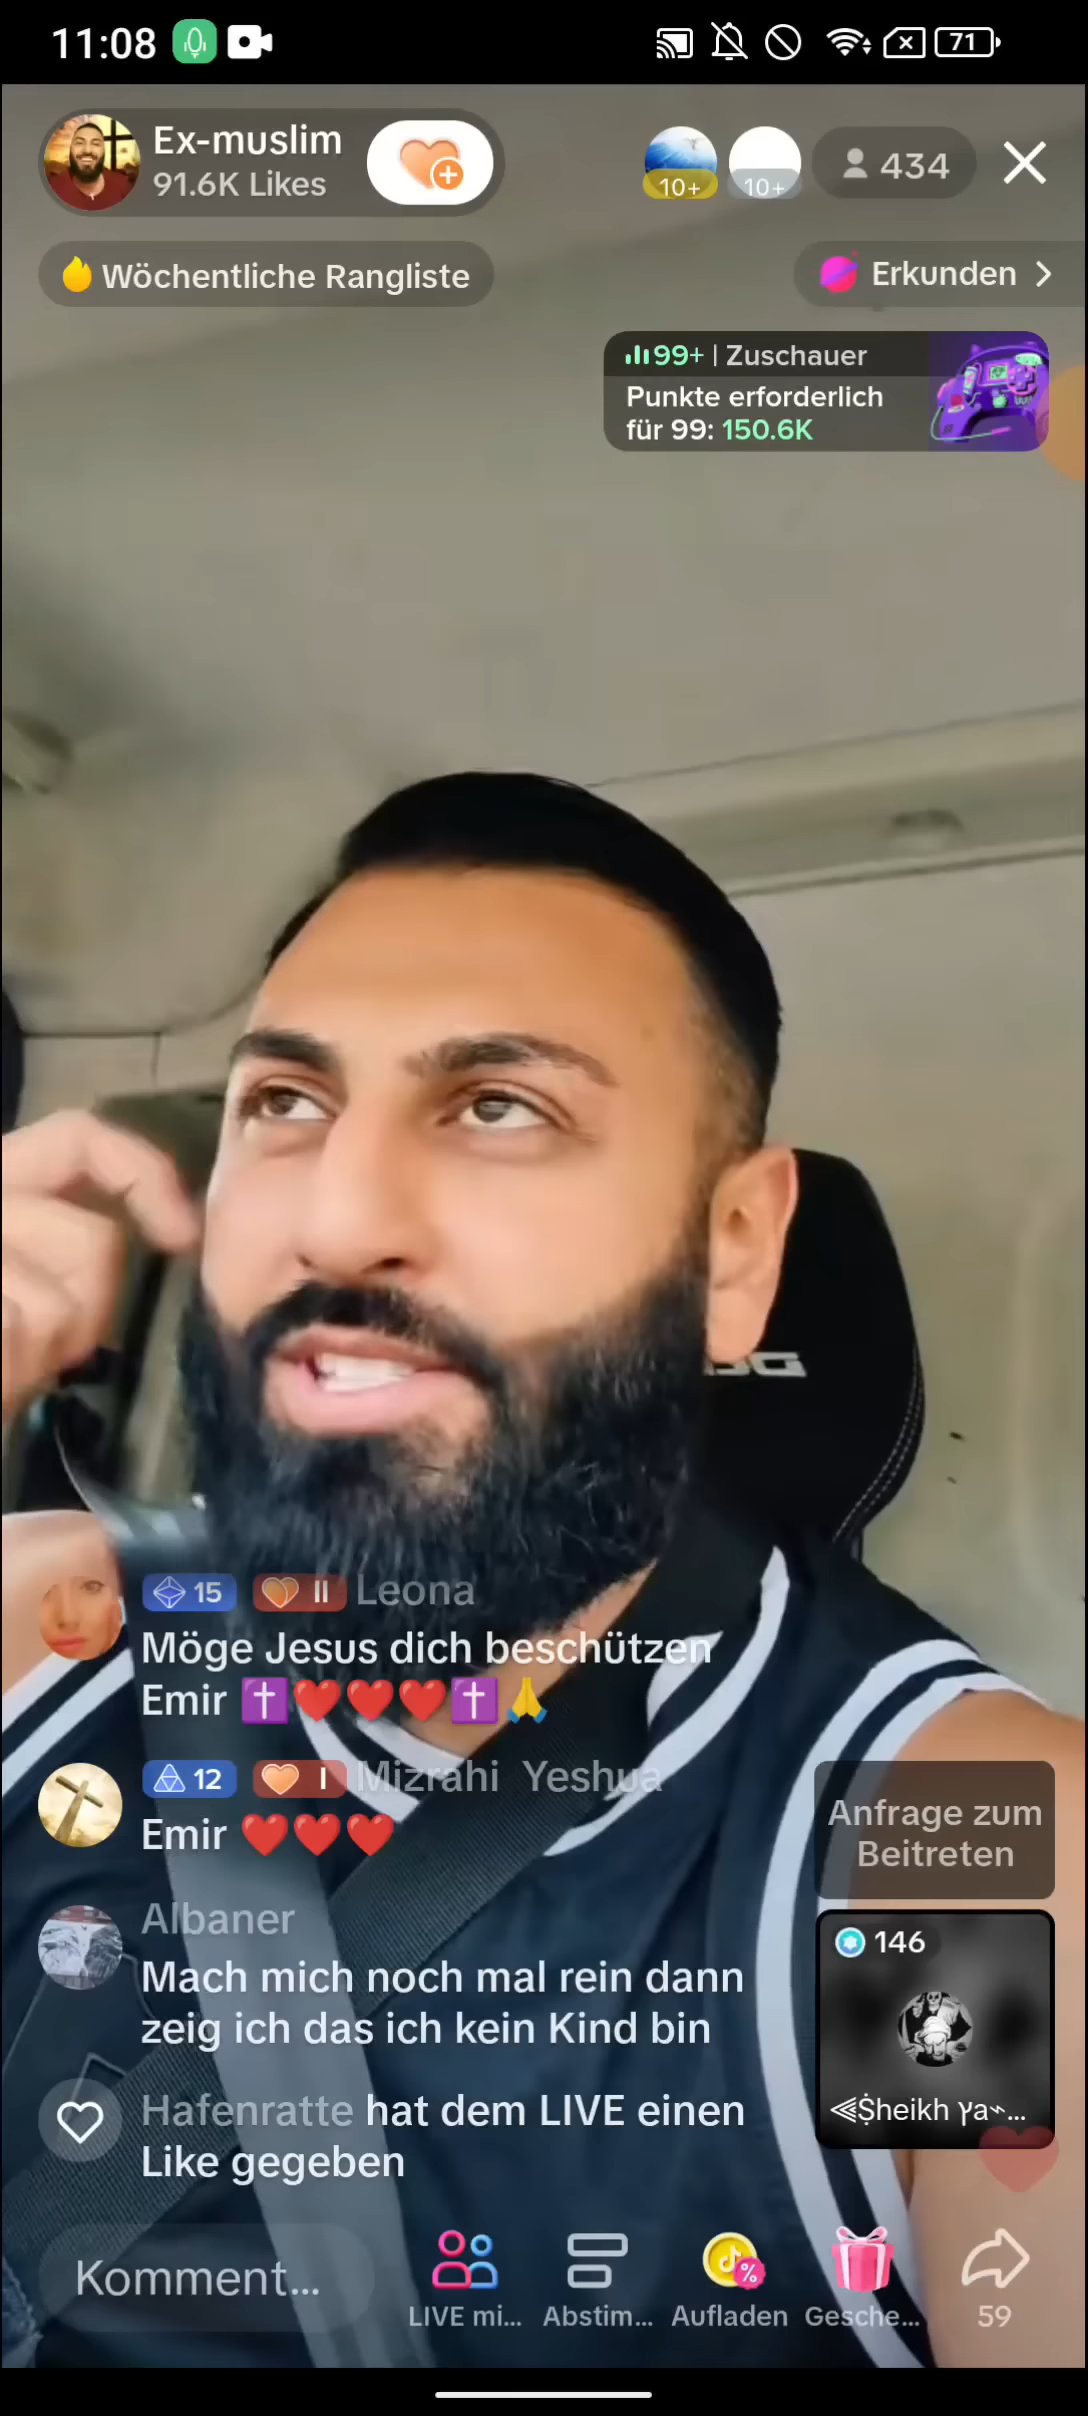 11:08
71
Ex-muslim
91.6K Likes
10+
10+
434
Wöchentliche Rangliste
Erkunden
99+ | Zuschauer
Punkte erforderlich
für 99: 150.6K
15 II Leona
Möge Jesus dich beschützen
Emir ✝️❤️❤️❤️✝️🙏
12 I Mizrahi Yeshua
Emir ❤️❤️❤️
Albaner
Mach mich noch mal rein dann
zeig ich das ich kein Kind bin
Hafenratte hat dem LIVE einen
Like gegeben
Anfrage zum
Beitreten
146
Komment...
LIVE mi...
Abstim...
Aufladen
Gesche...
59